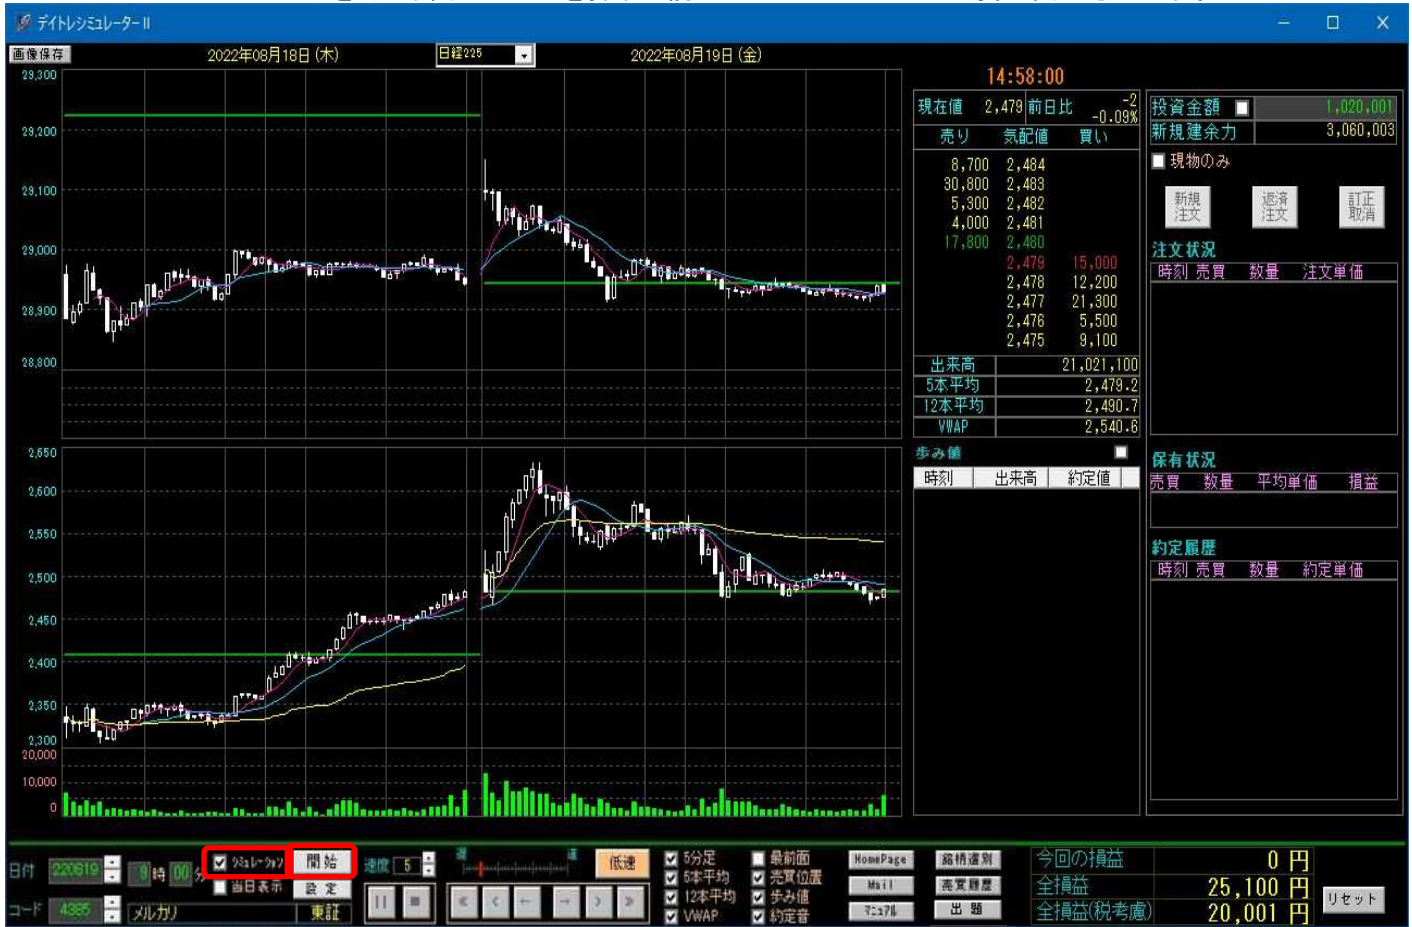 デイトレシミュレーターⅡ
画像保存
2022年08月18日(木)
日経225
2022年08月19日(金)
14:58:00
29,300
29,200
29,100
29,000
28,900
28,800
2,650
2,600
2,550
2,500
2,450
2,400
2,350
2,300
20,000
10,000
0
現在値 2,479 前日比 -2
-0.09%
売り 気配値 買い
8,700 2,484
30,800 2,483
5,300 2,482
4,000 2,481
17,800 2,480
2,479 15,000
2,478 12,200
2,477 21,300
2,476 5,500
2,475 9,100
出来高 21,021,100
5本平均 2,479.2
12本平均 2,490.7
VWAP 2,540.6
歩み値
時刻 出来高 約定値
投資金額 1,020,001
新規建余力 3,060,003
現物のみ
新規
注文
返済
注文
訂正
取消
注文状況
時刻 売買 数量 注文単価
保有状況
売買 数量 平均単価 損益
約定履歴
時刻 売買 数量 約定単価
日付 220819 9 時 00 分
シミュレーション 開始
当日表示 設定
コード 4385 メルカリ 東証
速度 5 遅 速 低速
|| ■ « ‹ ← → › »
5分足 最前面
5本平均 売買位置
12本平均 歩み値
VWAP 約定音
HomePage 銘柄選別
Mail 売買履歴
マニュアル 出題
今回の損益 0 円
全損益 25,100 円
全損益(税考慮) 20,001 円
リセット